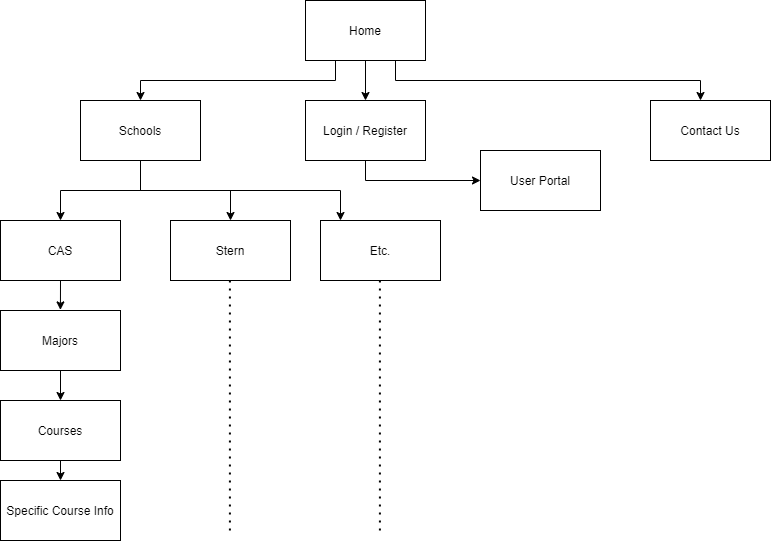 Home
Schools
Login / Register
Contact Us
User Portal
CAS
Stern
Etc.
Majors
Courses
Specific Course Info